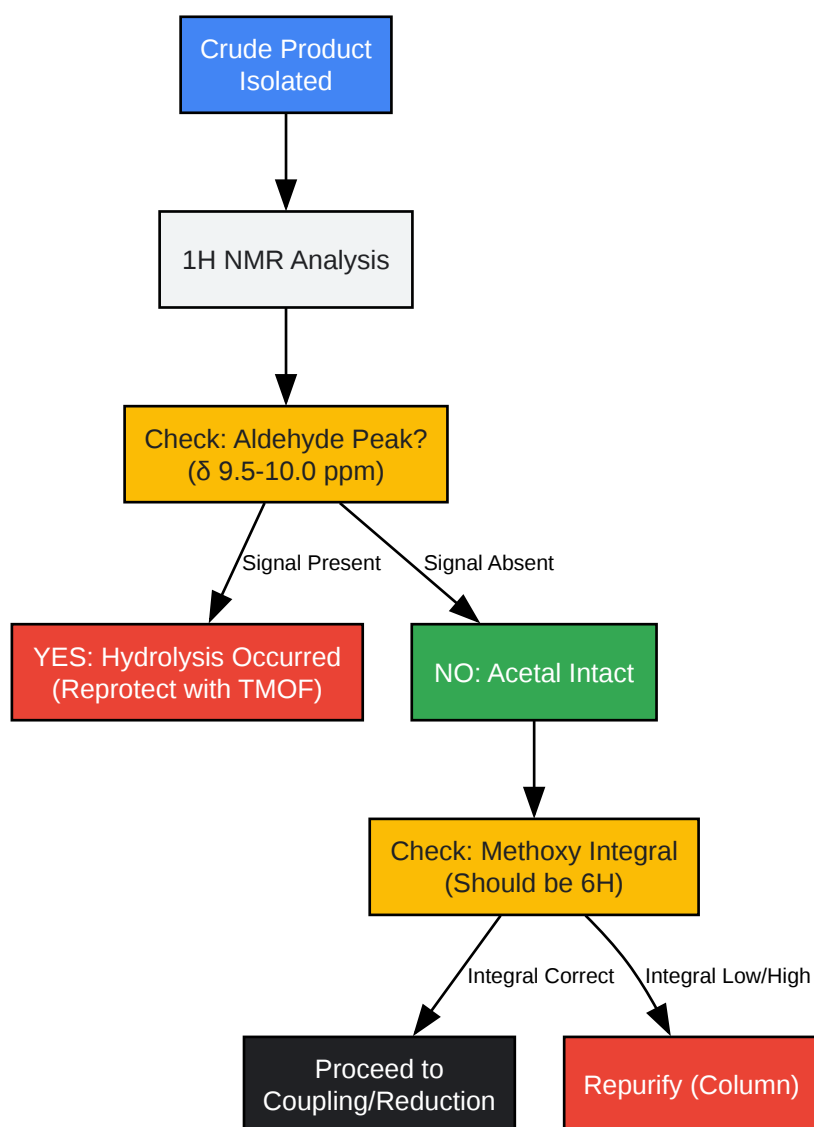 Crude Product
Isolated
1H NMR Analysis
Check: Aldehyde Peak?
(δ 9.5-10.0 ppm)
Signal Present
Signal Absent
YES: Hydrolysis Occurred
(Reprotect with TMOF)
NO: Acetal Intact
Check: Methoxy Integral
(Should be 6H)
Integral Correct
Integral Low/High
Proceed to
Coupling/Reduction
Repurify (Column)